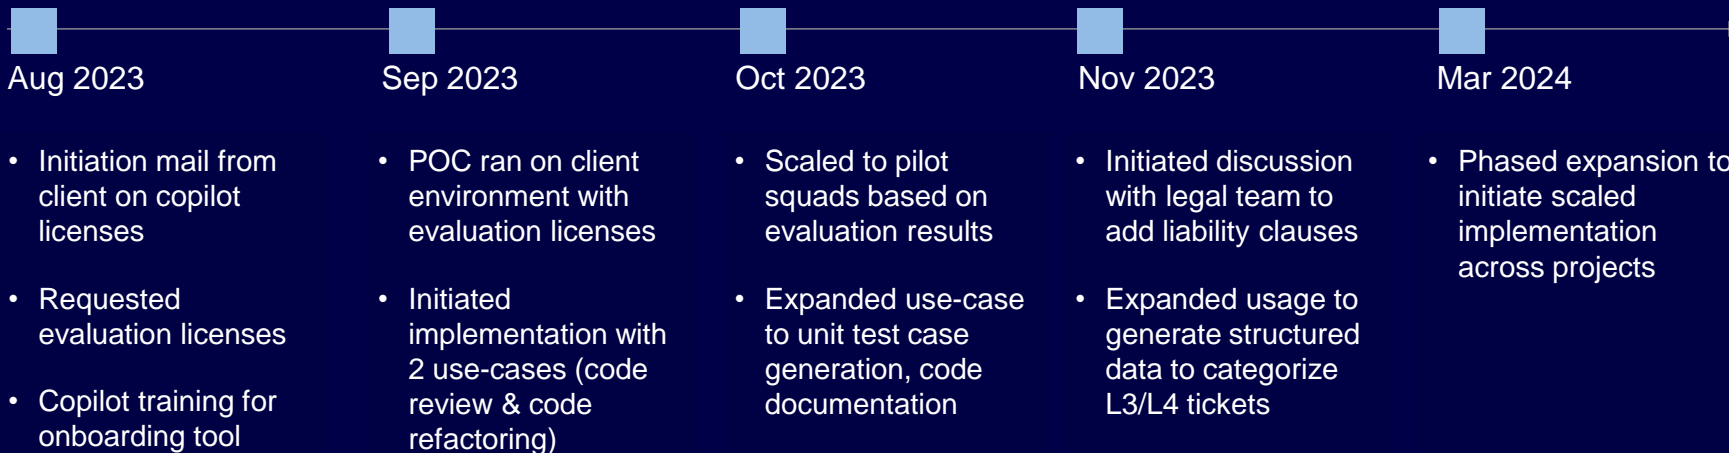 Aug 2023
• Initiation mail from
client on copilot
licenses
• Requested
evaluation licenses
• Copilot training for
onboarding tool
Sep 2023
• POC ran on client
environment with
evaluation licenses
• Initiated
implementation with
2 use-cases (code
review & code
refactoring)
Oct 2023
• Scaled to pilot
squads based on
evaluation results
• Expanded use-case
to unit test case
generation, code
documentation
Nov 2023
• Initiated discussion
with legal team to
add liability clauses
• Expanded usage to
generate structured
data to categorize
L3/L4 tickets
Mar 2024
• Phased expansion to
initiate scaled
implementation
across projects